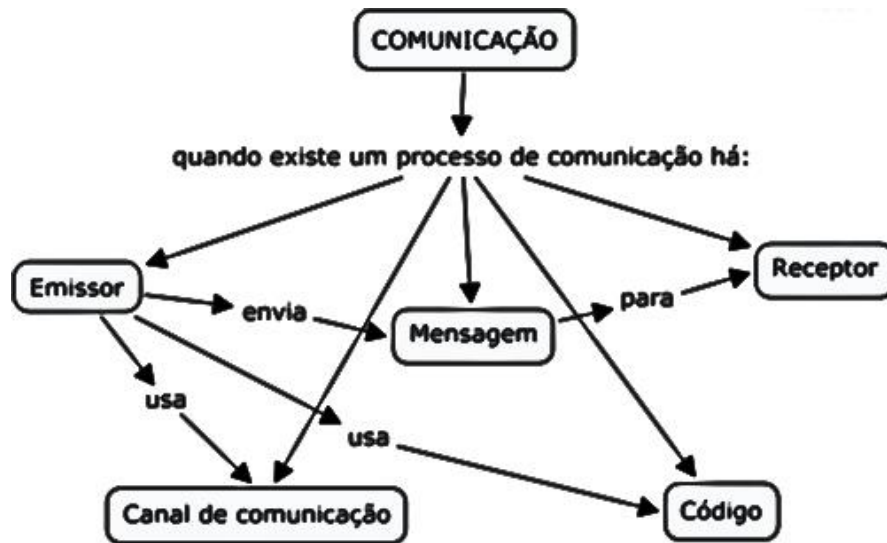 COMUNICAÇÃO
quando existe um processo de comunicação há:
Emissor
envia
Mensagem
para
Receptor
usa
usa
Canal de comunicação
Código